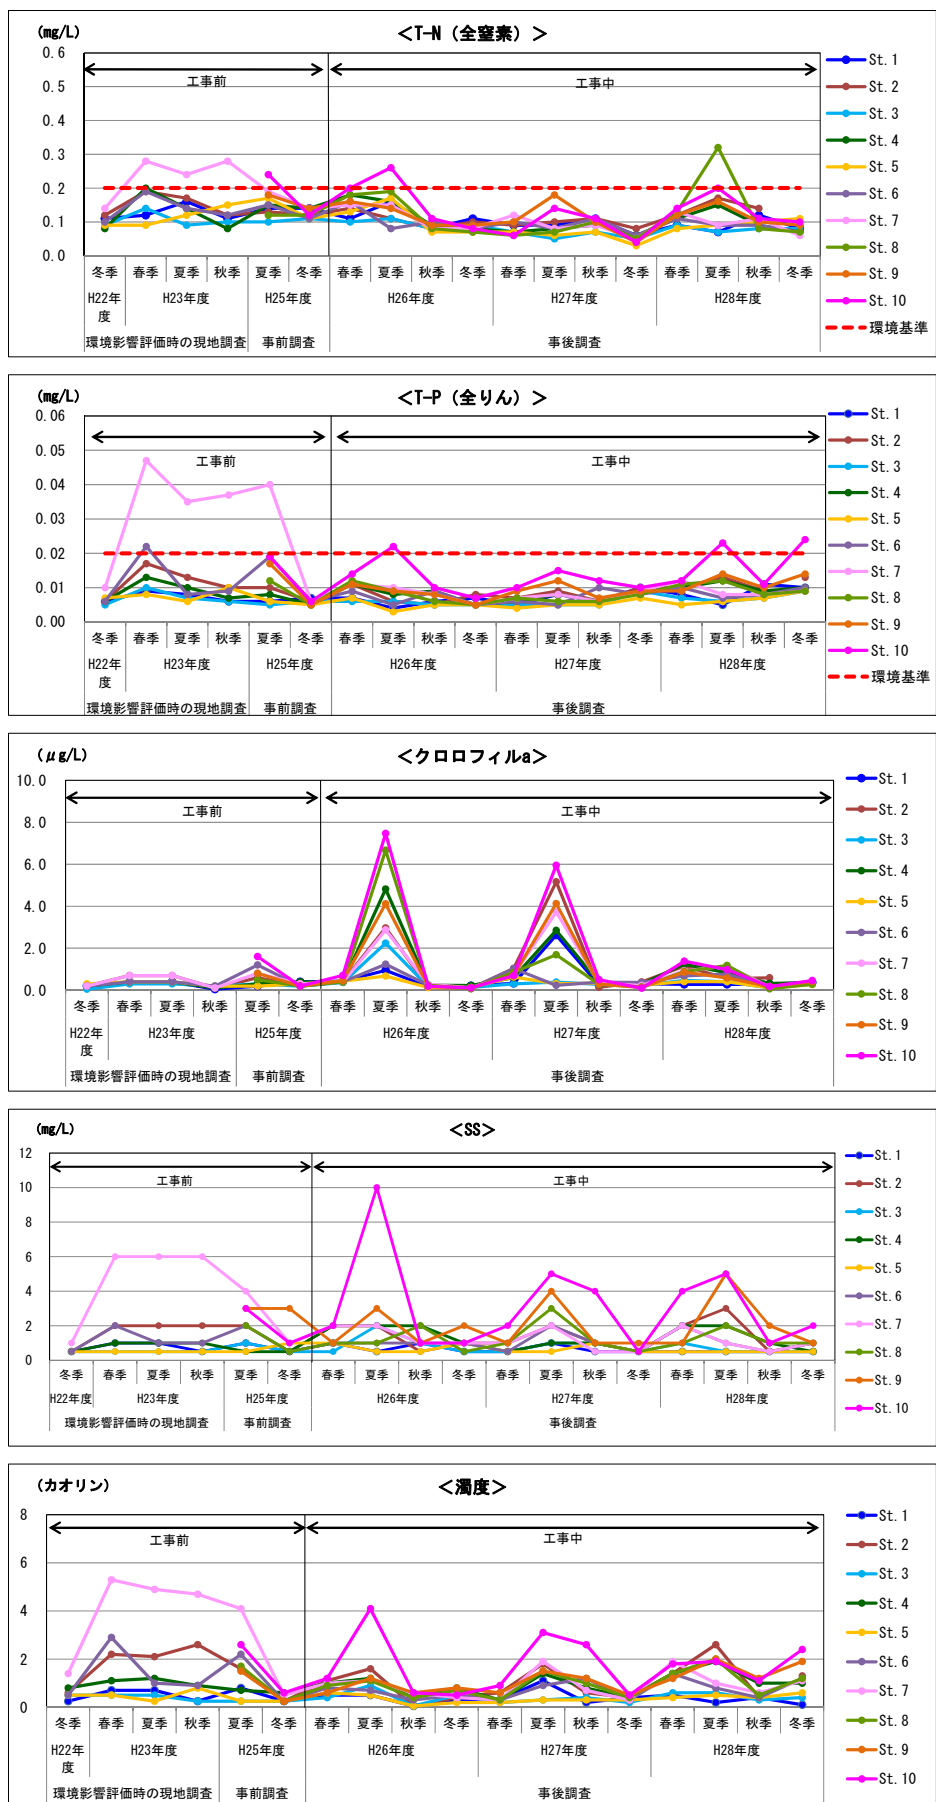 (mg/L)
＜T-N（全窒素）＞
0.6
0.5
0.4
0.3
0.2
0.1
0.0
工事前
工事中
冬季 春季 夏季 秋季 夏季 冬季 春季 夏季 秋季 冬季 春季 夏季 秋季 冬季 春季 夏季 秋季 冬季
H22年度 H23年度 H25年度 H26年度 H27年度 H28年度
環境影響評価時の現地調査 事前調査 事後調査
St.1
St.2
St.3
St.4
St.5
St.6
St.7
St.8
St.9
St.10
環境基準
(mg/L)
＜T-P（全りん）＞
0.06
0.05
0.04
0.03
0.02
0.01
0.00
工事前
工事中
冬季 春季 夏季 秋季 夏季 冬季 春季 夏季 秋季 冬季 春季 夏季 秋季 冬季 春季 夏季 秋季 冬季
H22年度 H23年度 H25年度 H26年度 H27年度 H28年度
環境影響評価時の現地調査 事前調査 事後調査
St.1
St.2
St.3
St.4
St.5
St.6
St.7
St.8
St.9
St.10
環境基準
(μg/L)
＜クロロフィルa＞
10.0
8.0
6.0
4.0
2.0
0.0
工事前
工事中
冬季 春季 夏季 秋季 夏季 冬季 春季 夏季 秋季 冬季 春季 夏季 秋季 冬季 春季 夏季 秋季 冬季
H22年度 H23年度 H25年度 H26年度 H27年度 H28年度
環境影響評価時の現地調査 事前調査 事後調査
St.1
St.2
St.3
St.4
St.5
St.6
St.7
St.8
St.9
St.10
(mg/L)
＜SS＞
12
10
8
6
4
2
0
工事前
工事中
冬季 春季 夏季 秋季 夏季 冬季 春季 夏季 秋季 冬季 春季 夏季 秋季 冬季 春季 夏季 秋季 冬季
H22年度 H23年度 H25年度 H26年度 H27年度 H28年度
環境影響評価時の現地調査 事前調査 事後調査
St.1
St.2
St.3
St.4
St.5
St.6
St.7
St.8
St.9
St.10
(カオリン)
＜濁度＞
8
6
4
2
0
工事前
工事中
冬季 春季 夏季 秋季 夏季 冬季 春季 夏季 秋季 冬季 春季 夏季 秋季 冬季 春季 夏季 秋季 冬季
H22年度 H23年度 H25年度 H26年度 H27年度 H28年度
環境影響評価時の現地調査 事前調査 事後調査
St.1
St.2
St.3
St.4
St.5
St.6
St.7
St.8
St.9
St.10